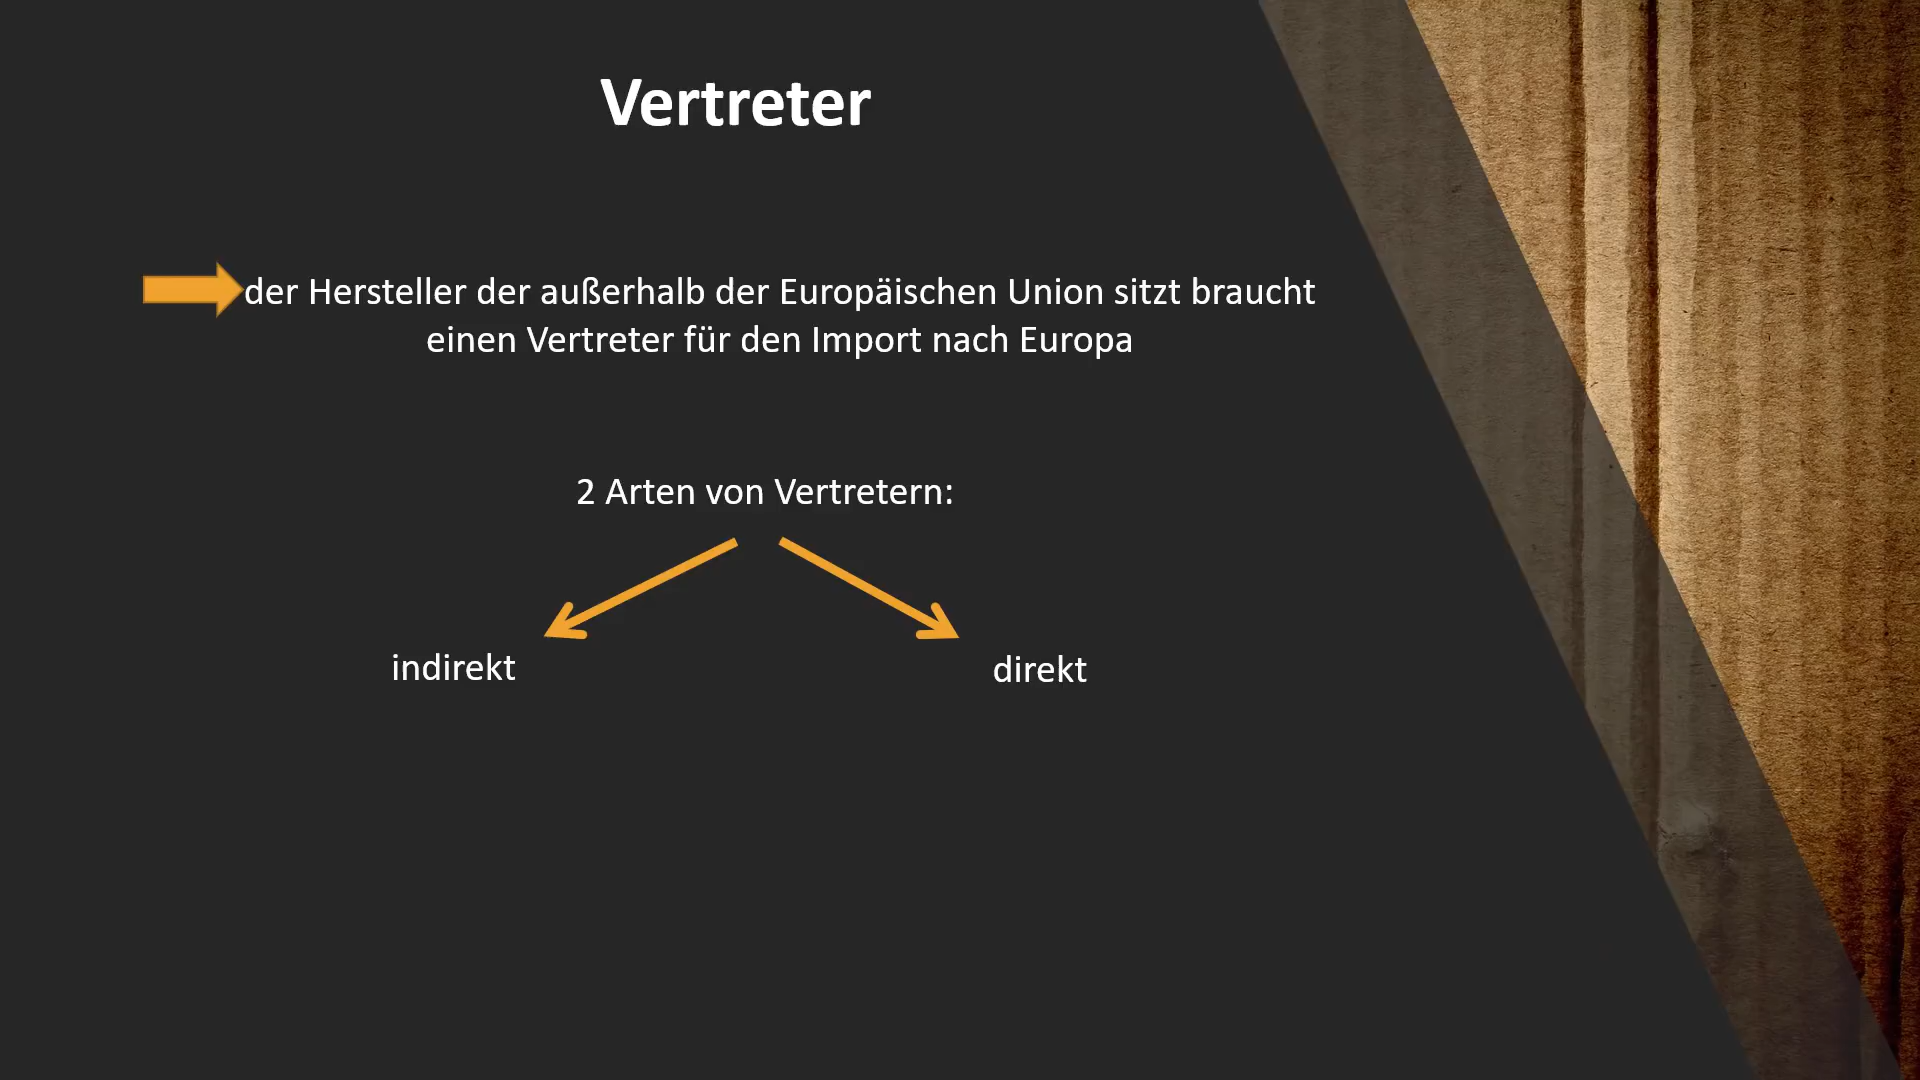 Vertreter
der Hersteller der außerhalb der Europäischen Union sitzt braucht
einen Vertreter für den Import nach Europa
2 Arten von Vertretern:
indirekt
direkt